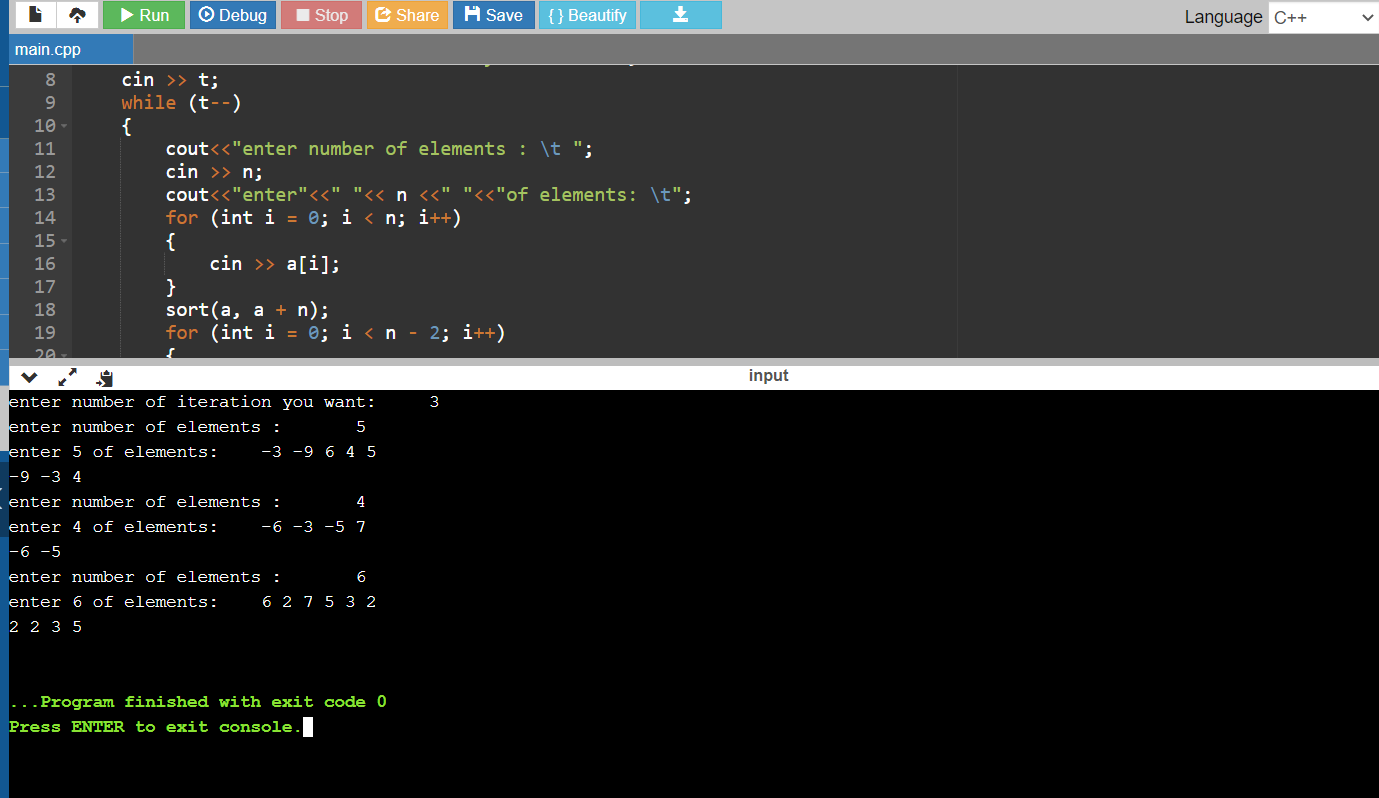 Run Debug Stop Share Save { } Beautify Language C++
main.cpp
8 cin >> t;
9 while (t--)
10 {
11 cout<<"enter number of elements : \t ";
12 cin >> n;
13 cout<<"enter"<<" "<< n <<" "<<"of elements: \t";
14 for (int i = 0; i < n; i++)
15 {
16 cin >> a[i];
17 }
18 sort(a, a + n);
19 for (int i = 0; i < n - 2; i++)
20 {
input
enter number of iteration you want: 3
enter number of elements : 5
enter 5 of elements: -3 -9 6 4 5
-9 -3 4
enter number of elements : 4
enter 4 of elements: -6 -3 -5 7
-6 -5
enter number of elements : 6
enter 6 of elements: 6 2 7 5 3 2
2 2 3 5
...Program finished with exit code 0
Press ENTER to exit console.